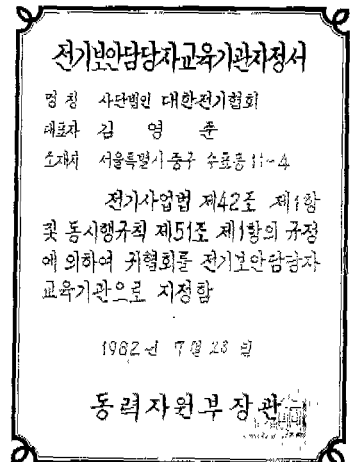 전기보안담당자교육기관지정서
명 칭 사단법인 대한전기협회
대표자 김 영 준
소재지 서울특별시 중구 수표동 11-4
전기사업법 제42조 제1항
및 동시행규칙 제51조 제1항의 규정
에 의하여 귀협회를 전기보안담당자
교육기관으로 지정함
1982년 7월 23일
동력자원부장관